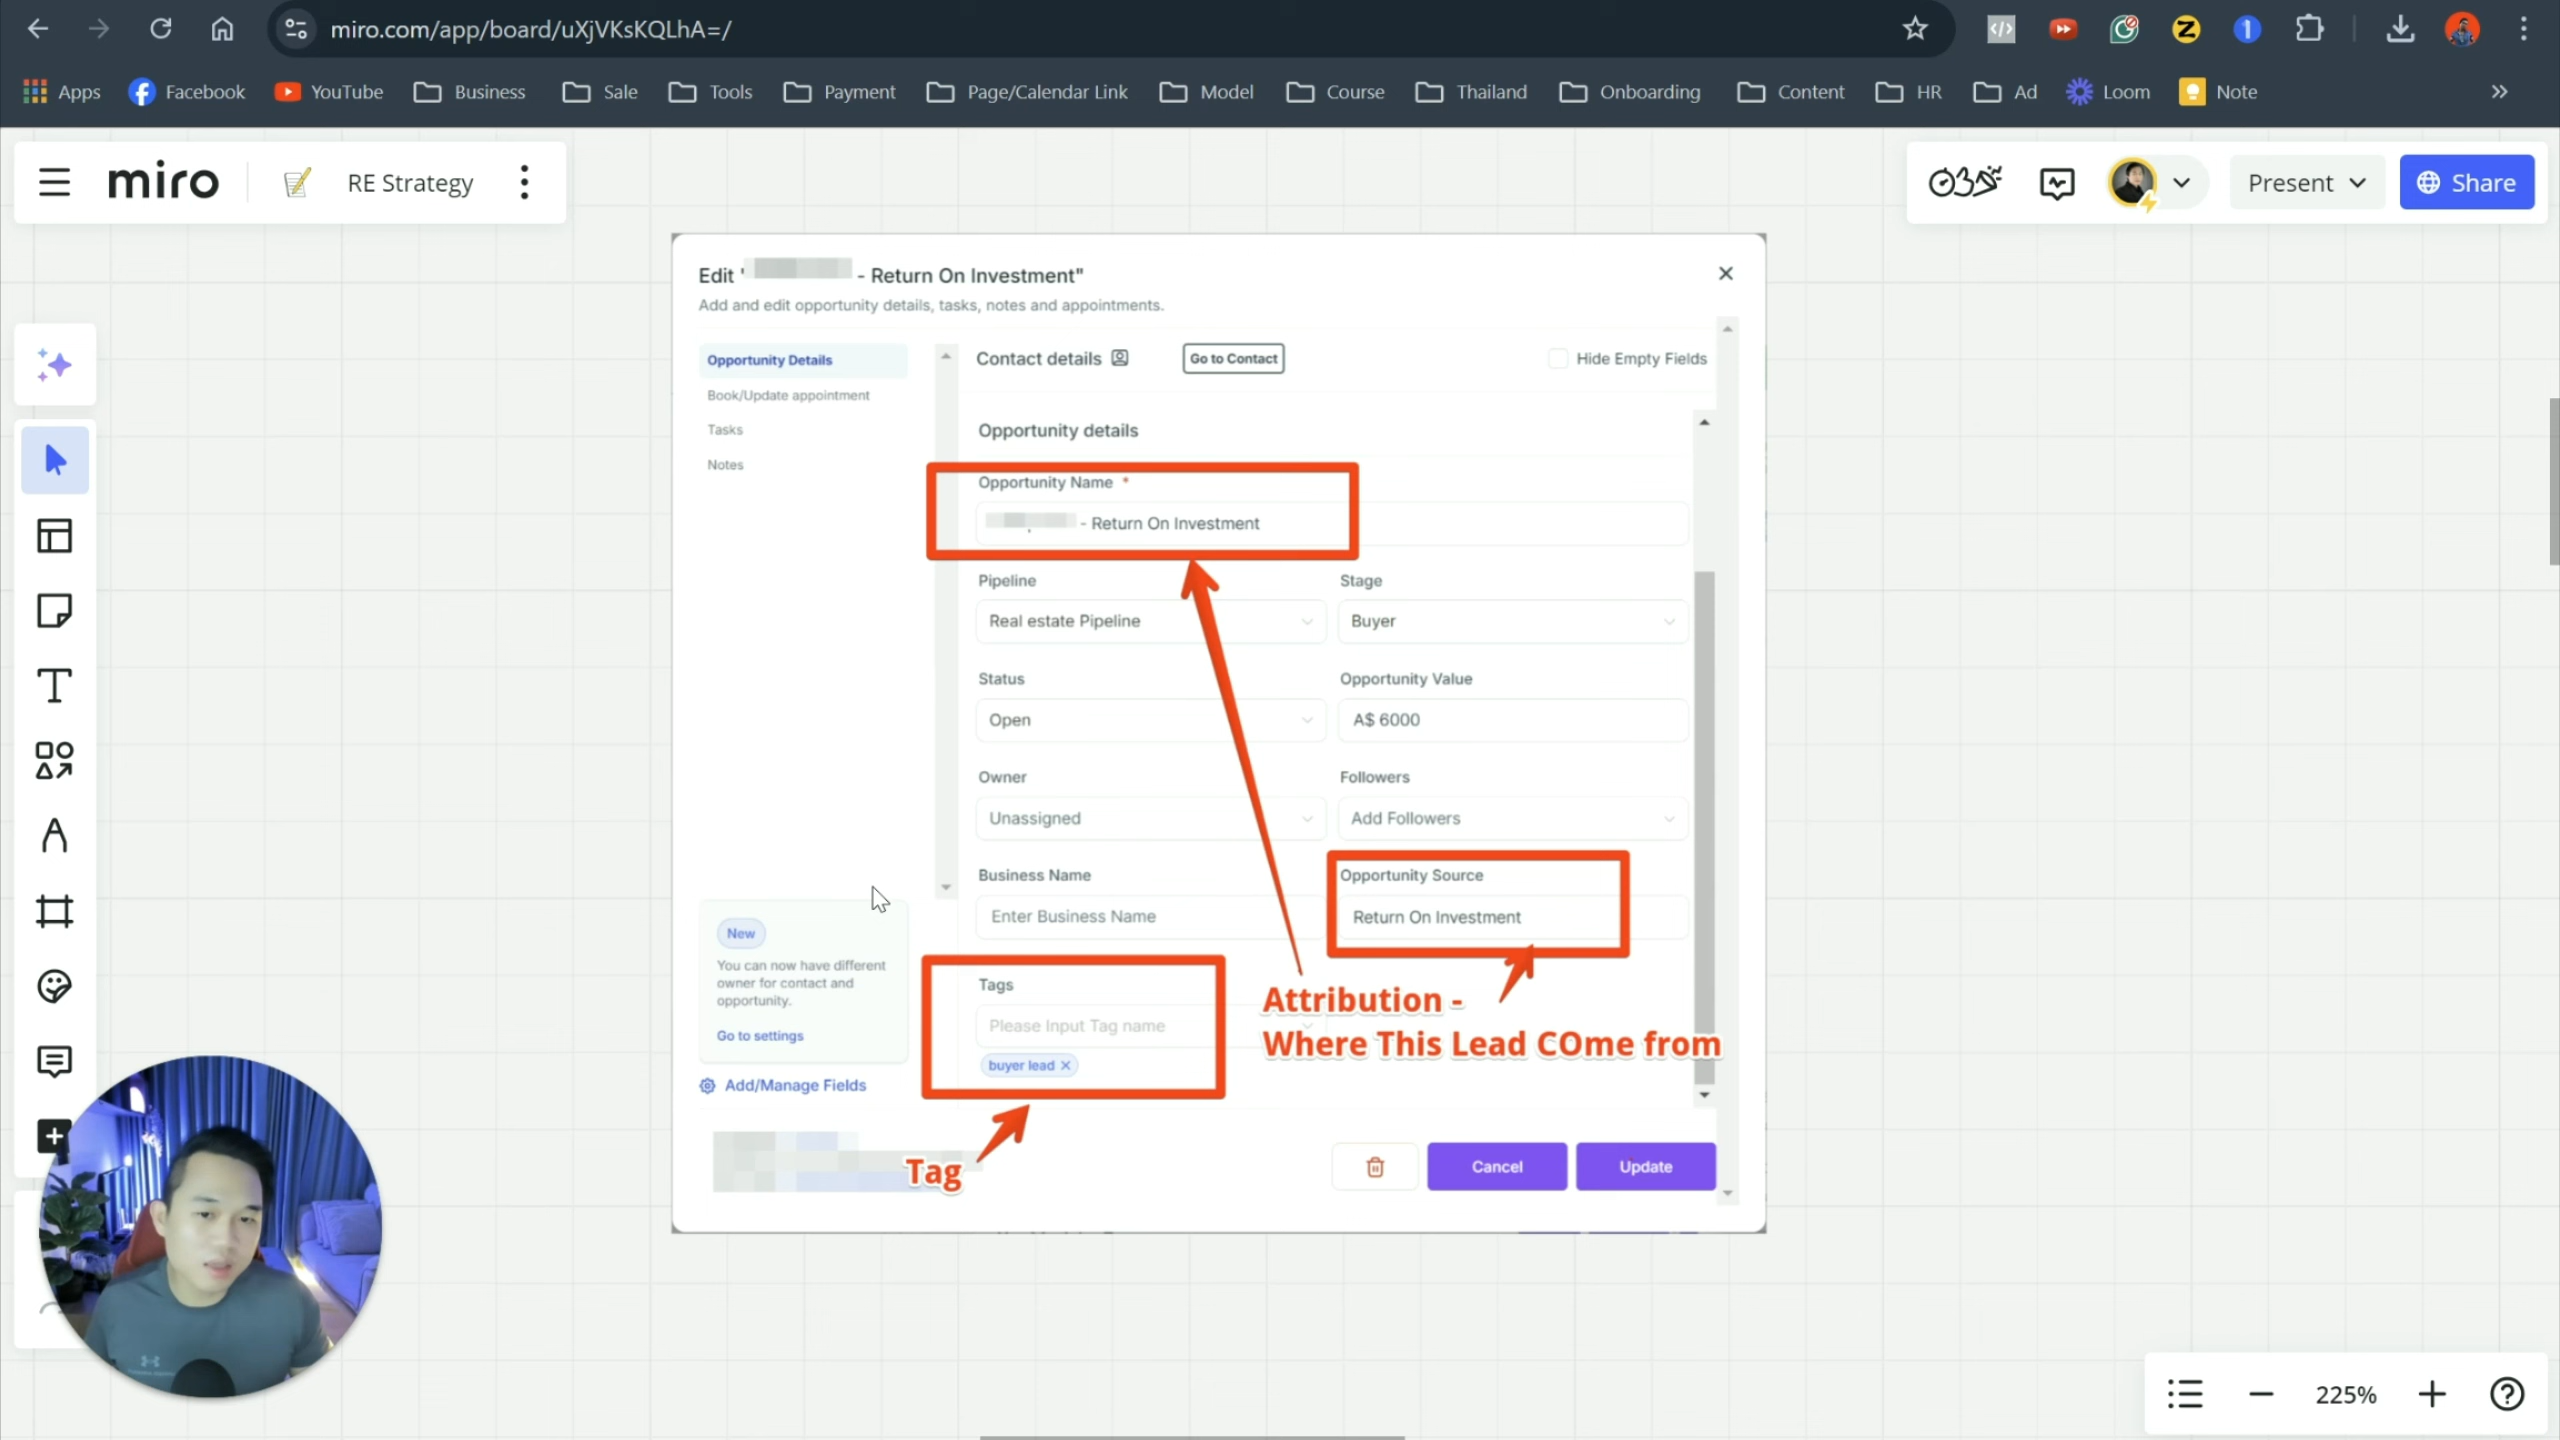 miro.com/app/board/uXjVKsKQLhA=/
Apps Facebook YouTube Business Sale Tools Payment Page/Calendar Link Model Course Thailand Onboarding Content HR Ad Loom Note
miro RE Strategy
Present Share
Edit ' - Return On Investment"
Add and edit opportunity details, tasks, notes and appointments.
Opportunity Details
Book/Update appointment
Tasks
Notes
Contact details Go to Contact Hide Empty Fields
Opportunity details
Opportunity Name *
- Return On Investment
Pipeline Stage
Real estate Pipeline Buyer
Status Opportunity Value
Open A$ 6000
Owner Followers
Unassigned Add Followers
Business Name Opportunity Source
Enter Business Name Return On Investment
New
You can now have different
owner for contact and
opportunity.
Go to settings
Add/Manage Fields
Tags
Please Input Tag name
buyer lead ×
Attribution -
Where This Lead COme from
Tag
Cancel Update
225%